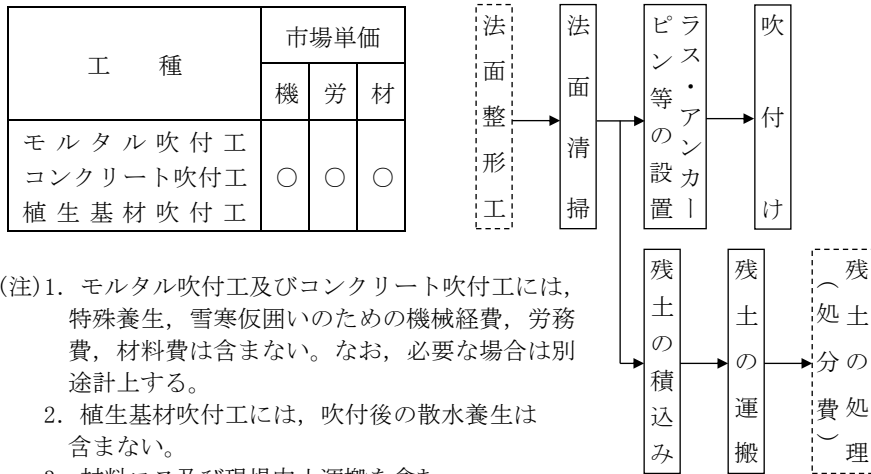 工 種
市場単価
機 労 材
モルタル吹付工
コンクリート吹付工
植生基材吹付工
○ ○ ○
法面整形工
法面清掃
ラス・アンカー
ピン等の設置
吹付け
残土の積込み
残土の運搬
残土の処理
(処分費)
(注)1. モルタル吹付工及びコンクリート吹付工には,
特殊養生,雪寒仮囲いのための機械経費,労務
費,材料費は含まない。なお,必要な場合は別
途計上する。
2. 植生基材吹付工には,吹付後の散水養生は
含まない。